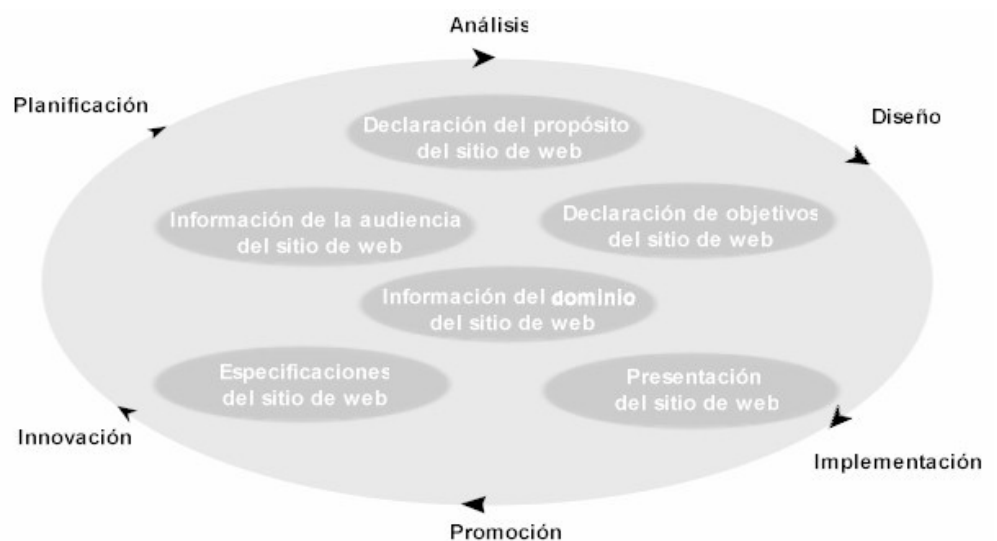 Análisis
Planificación
Diseño
Declaración del propósito
del sitio de web
Información de la audiencia
del sitio de web
Declaración de objetivos
del sitio de web
Información del dominio
del sitio de web
Especificaciones
del sitio de web
Presentación
del sitio de web
Innovación
Implementación
Promoción